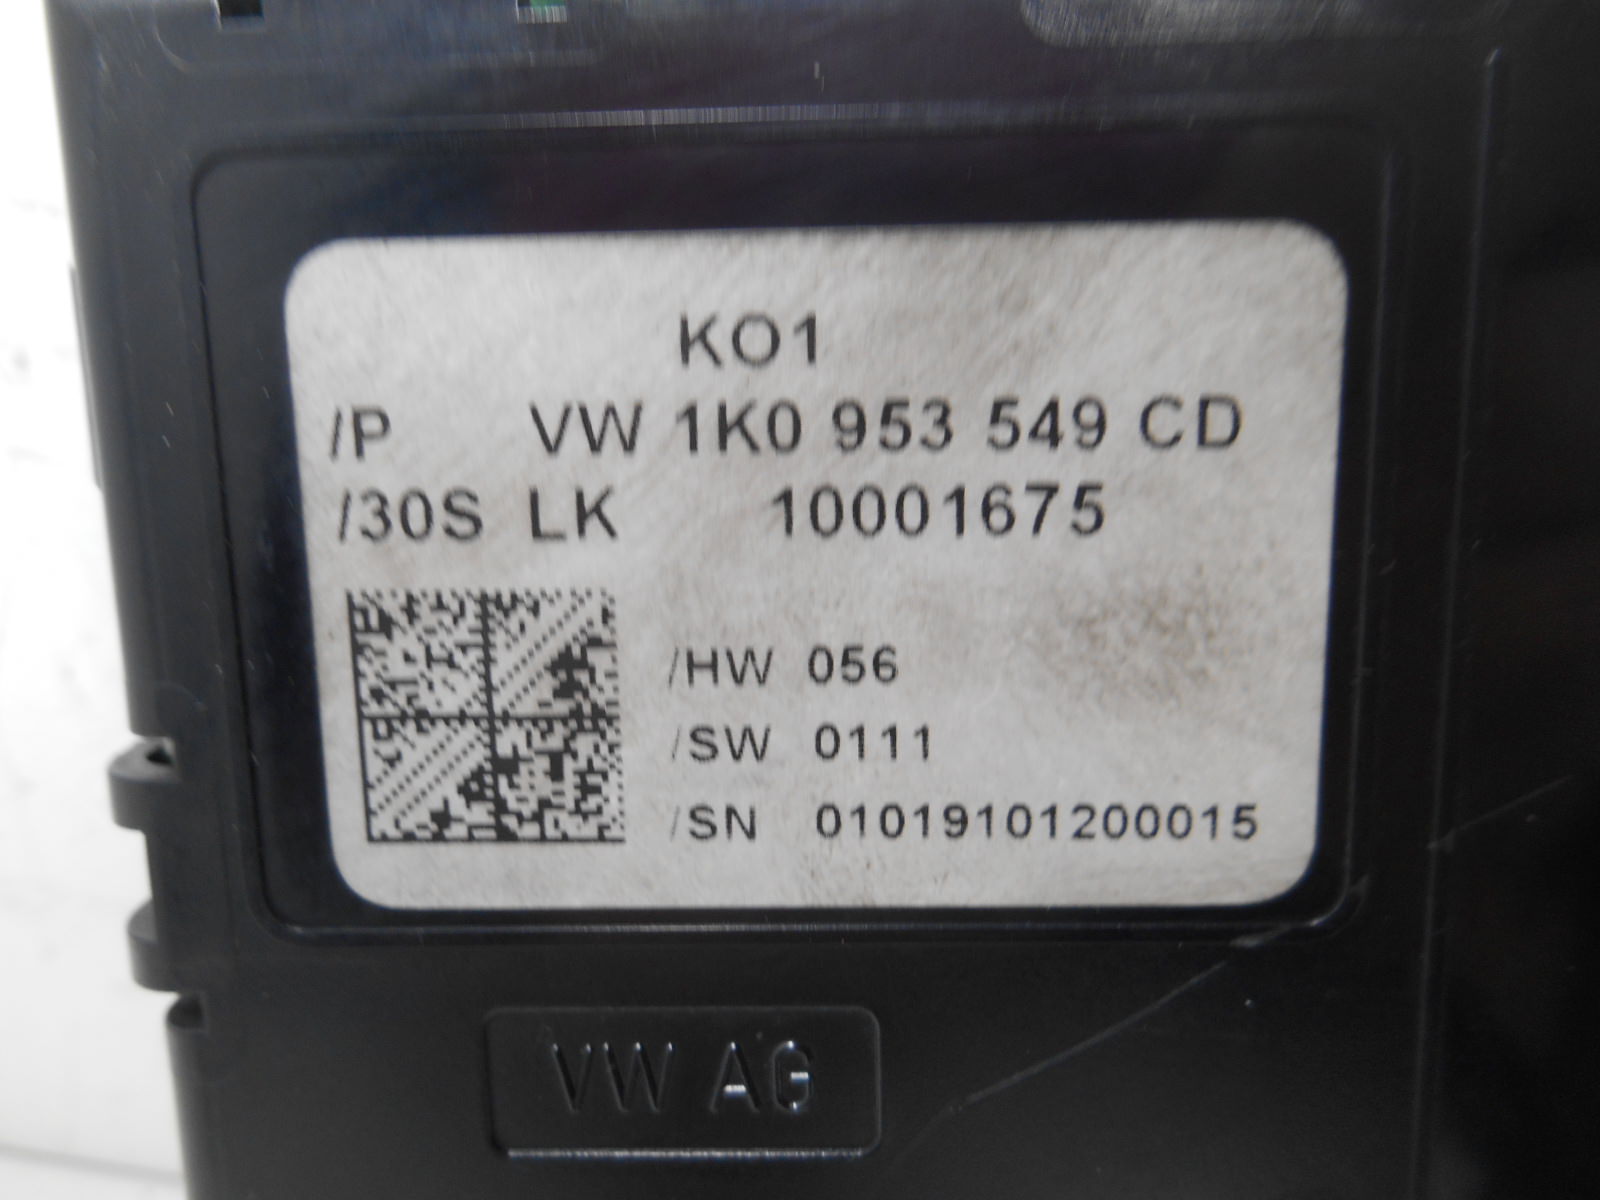 KO1
/P VW 1K0 953 549 CD
/30S LK 10001675
/HW 056
/SW 0111
/SN 01019101200015
VW AG